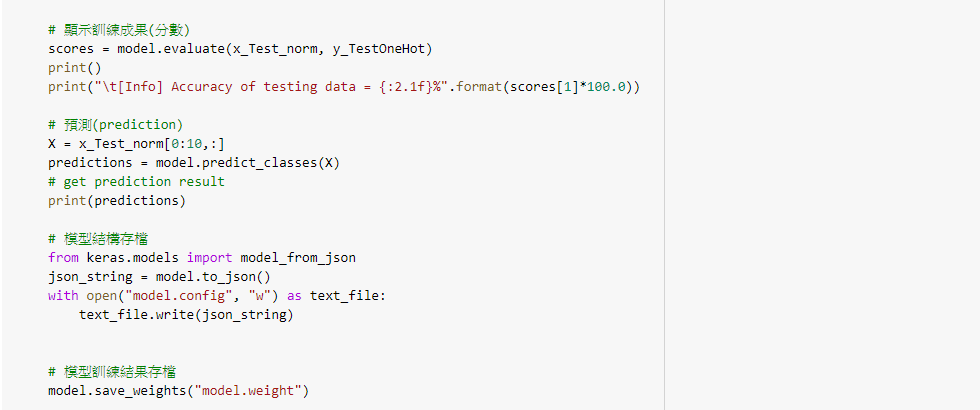 # 顯示訓練成果(分數)
scores = model.evaluate(x_Test_norm, y_TestOneHot)
print()
print("\t[Info] Accuracy of testing data = {:2.1f}%".format(scores[1]*100.0))
# 預測(prediction)
X = x_Test_norm[0:10,:]
predictions = model.predict_classes(X)
# get prediction result
print(predictions)
# 模型結構存檔
from keras.models import model_from_json
json_string = model.to_json()
with open("model.config", "w") as text_file:
    text_file.write(json_string)
# 模型訓練結果存檔
model.save_weights("model.weight")